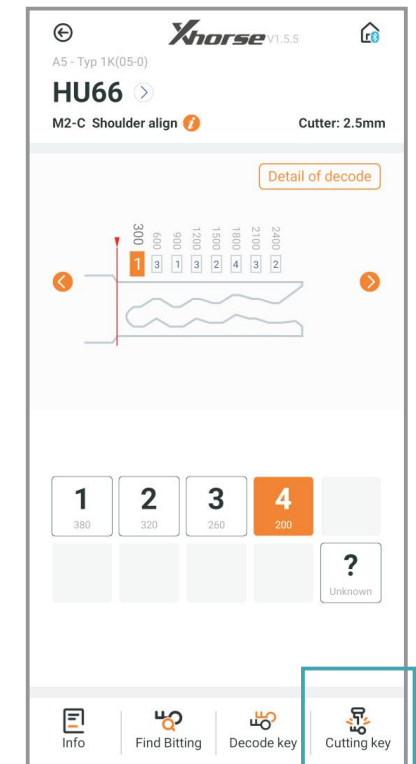 Xhorse V1.5.5
A5 - Typ 1K(05-0)
HU66
M2-C Shoulder align i Cutter: 2.5mm
Detail of decode
300 600 900 1200 1500 1800 2100 2400
1 3 1 3 2 4 3 2
1 2 3 4
380 320 260 200
?
Unknown
Info Find Bitting Decode key Cutting key